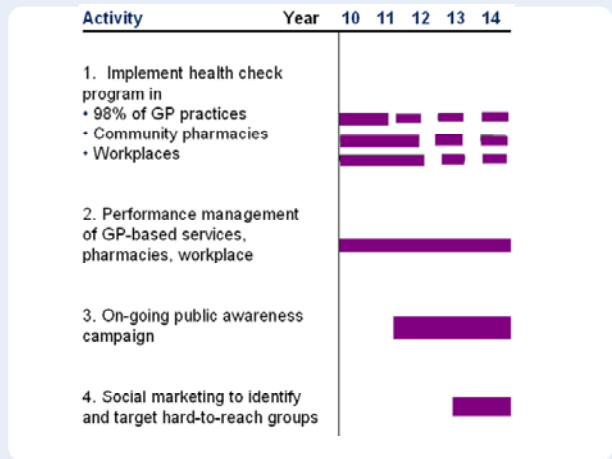 Activity Year 10 11 12 13 14
1. Implement health check
program in
• 98% of GP practices
• Community pharmacies
• Workplaces
2. Performance management
of GP-based services,
pharmacies, workplace
3. On-going public awareness
campaign
4. Social marketing to identify
and target hard-to-reach groups